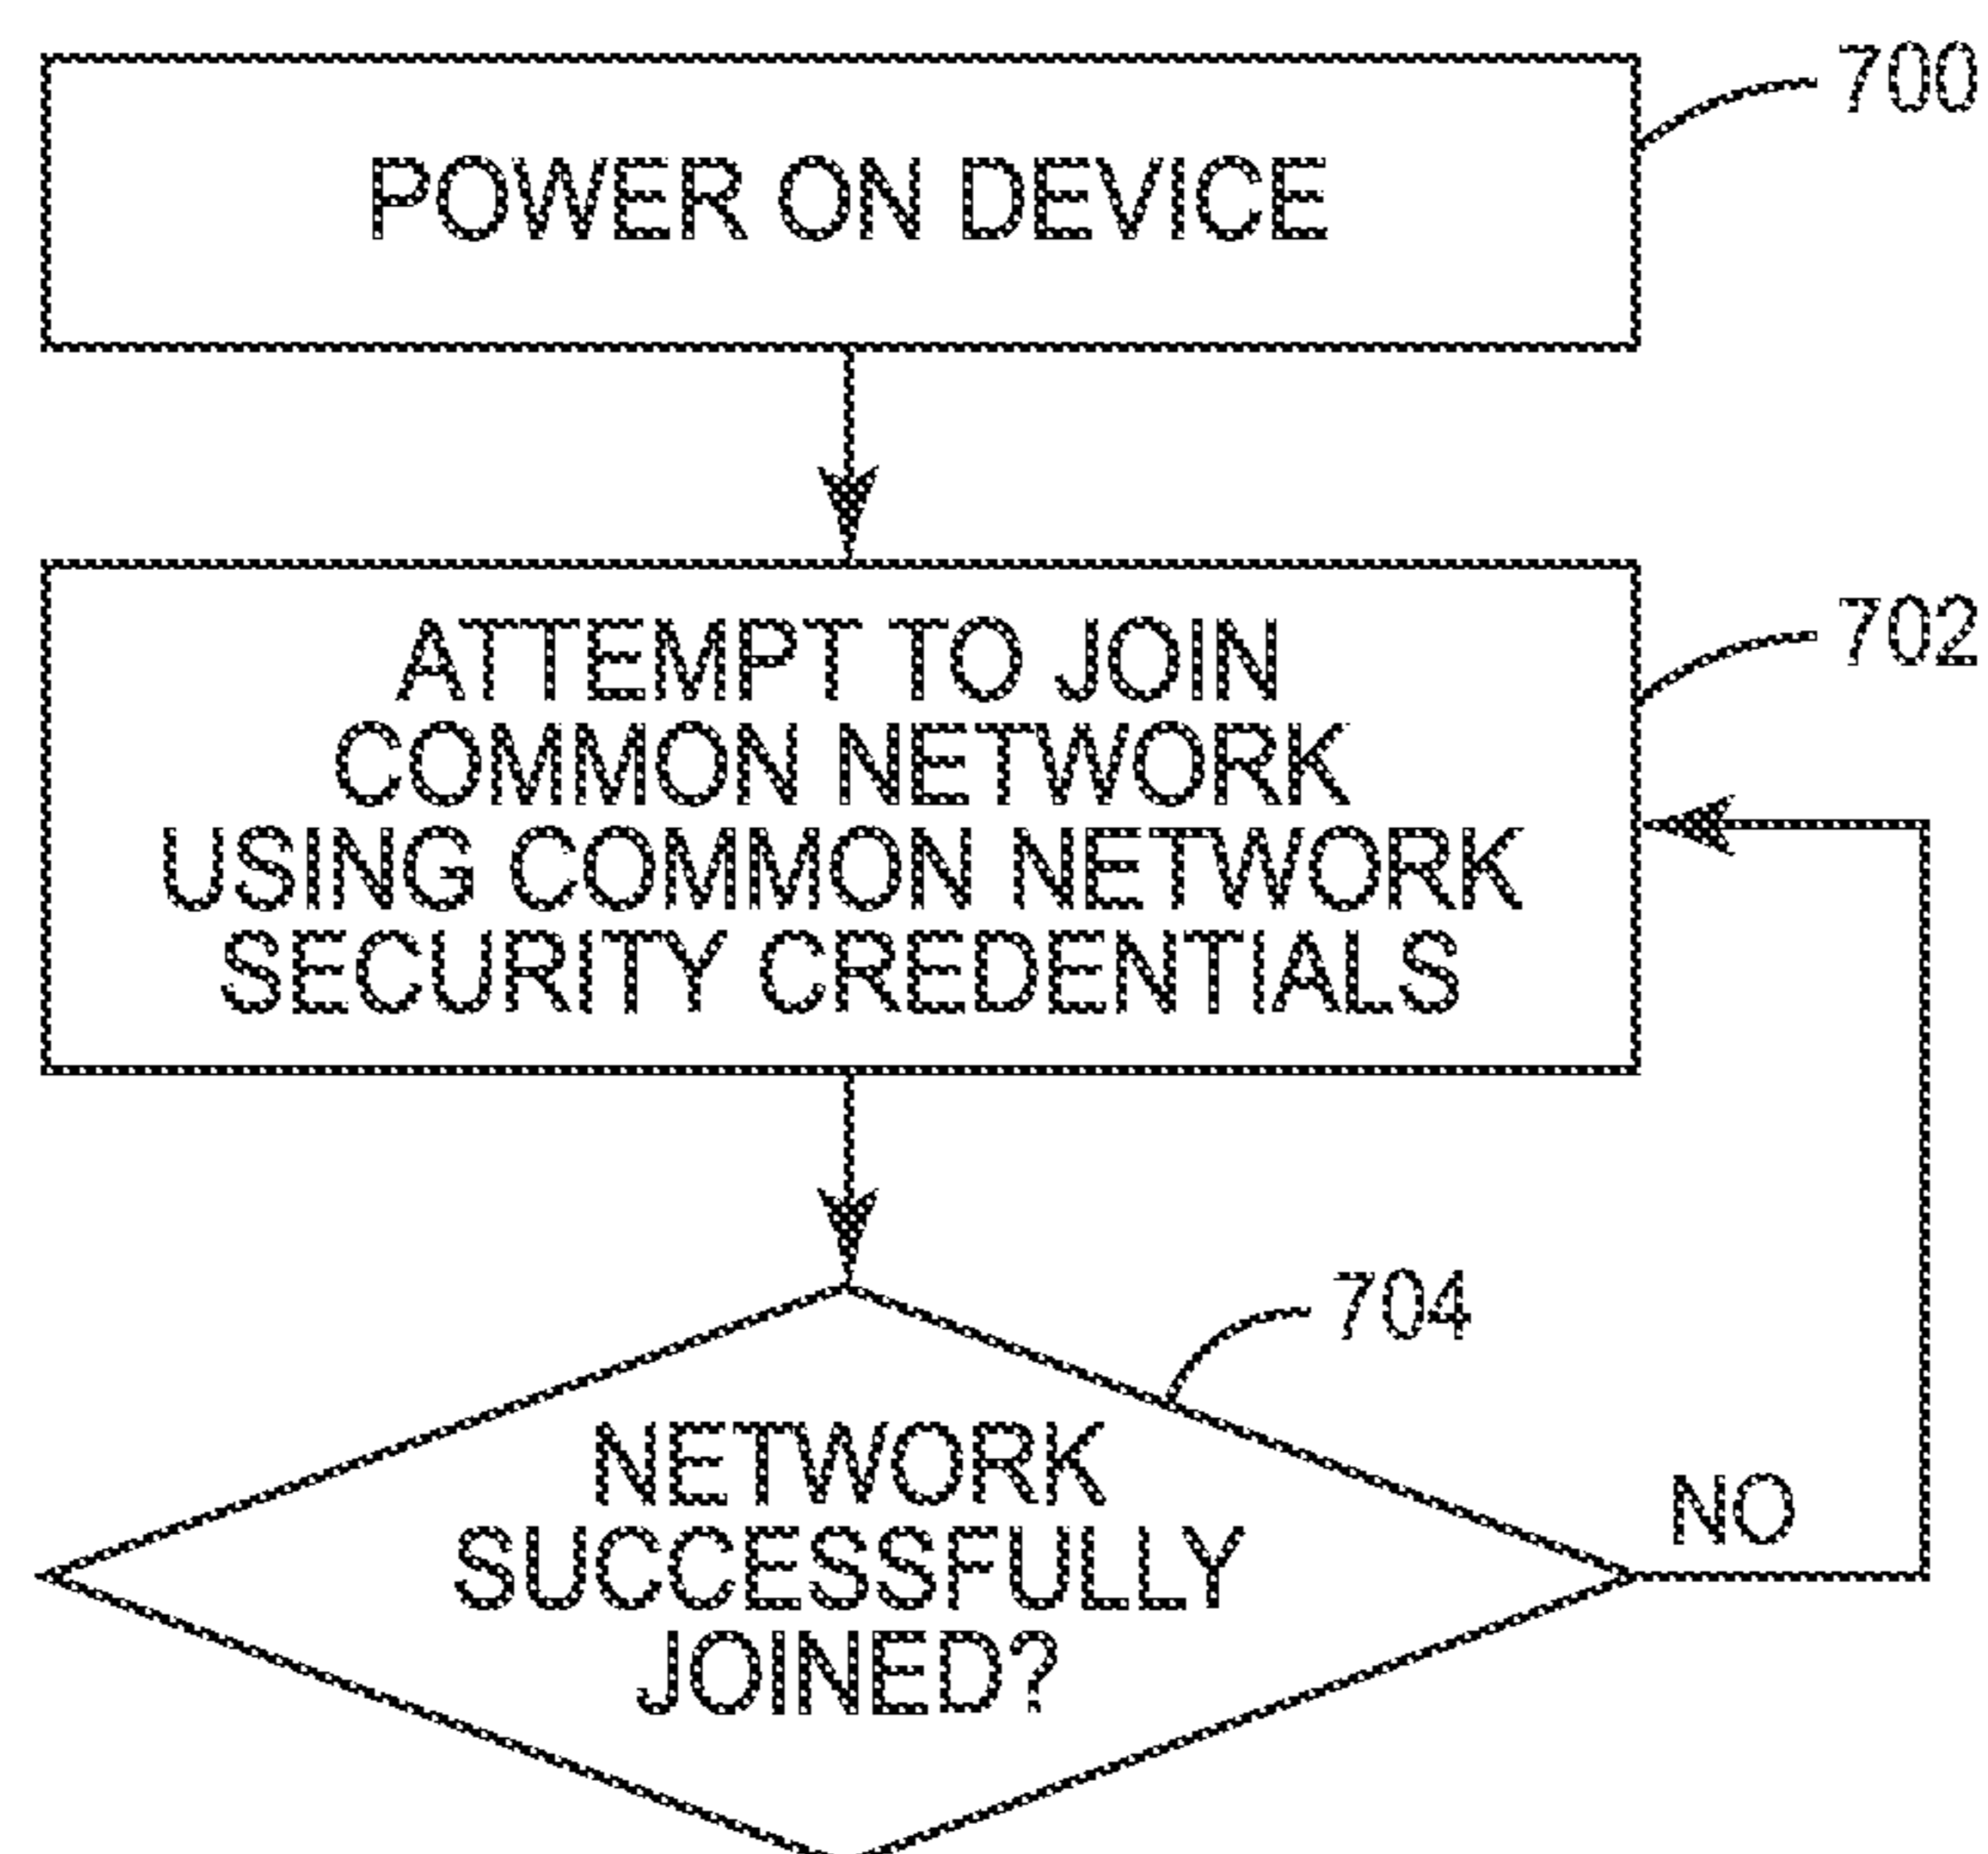 700
POWER ON DEVICE
702
ATTEMPT TO JOIN
COMMON NETWORK
USING COMMON NETWORK
SECURITY CREDENTIALS
704
NETWORK
SUCCESSFULLY
JOINED?
NO